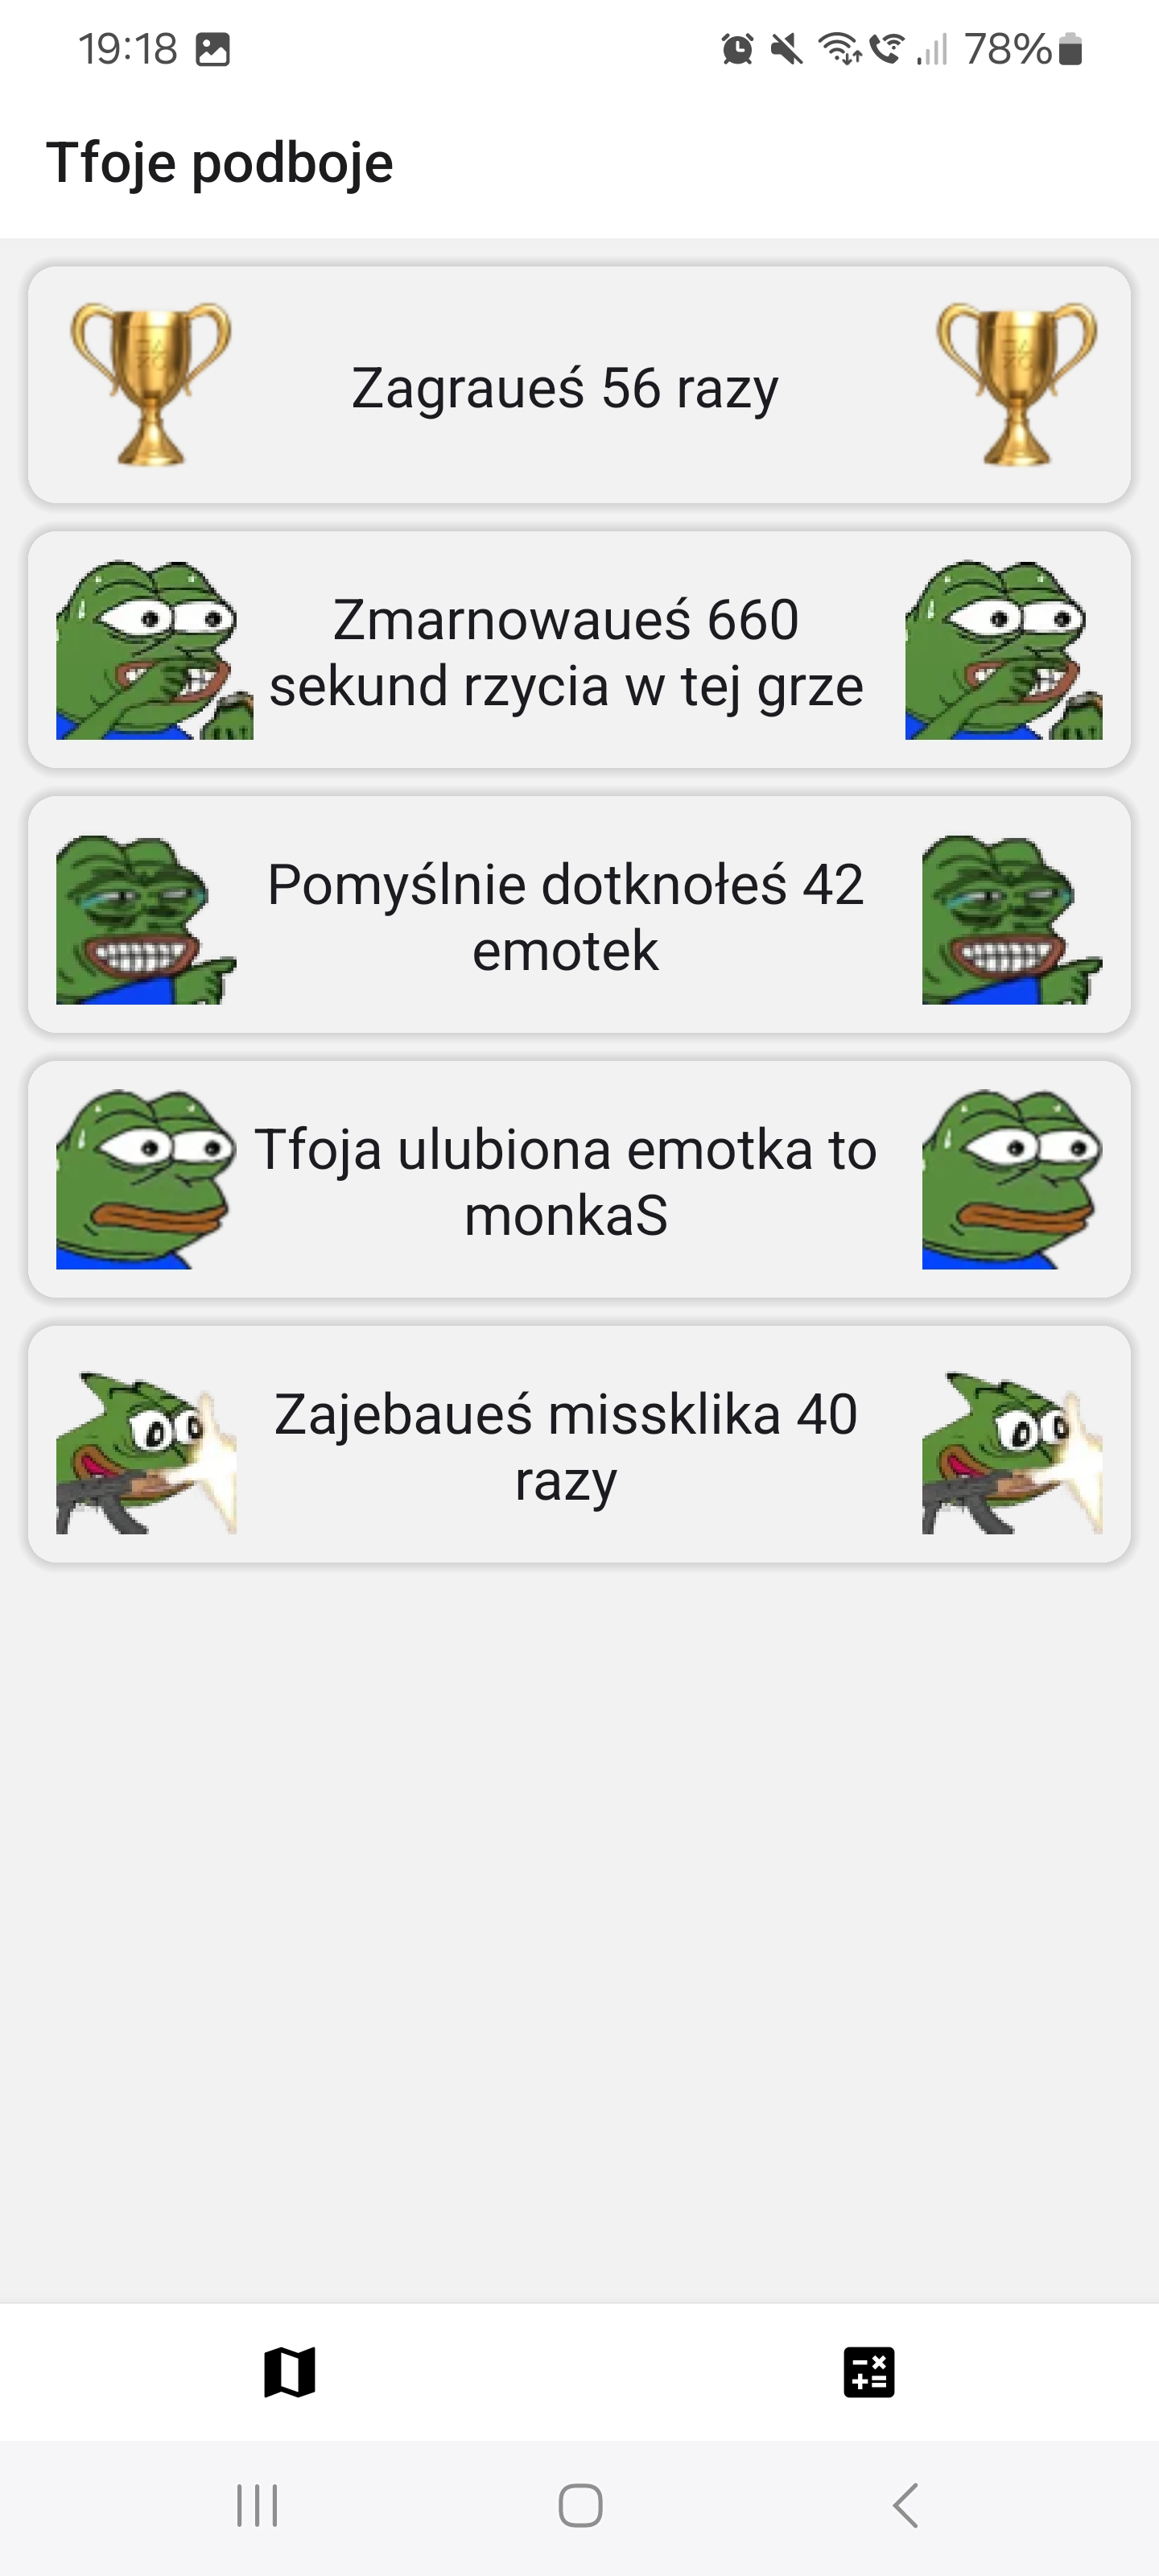 19:18
78%
Tfoje podboje
Zagraueś 56 razy
Zmarnowaueś 660
sekund rzycia w tej grze
Pomyślnie dotknołeś 42
emotek
Tfoja ulubiona emotka to
monkaS
Zajebaueś missklika 40
razy